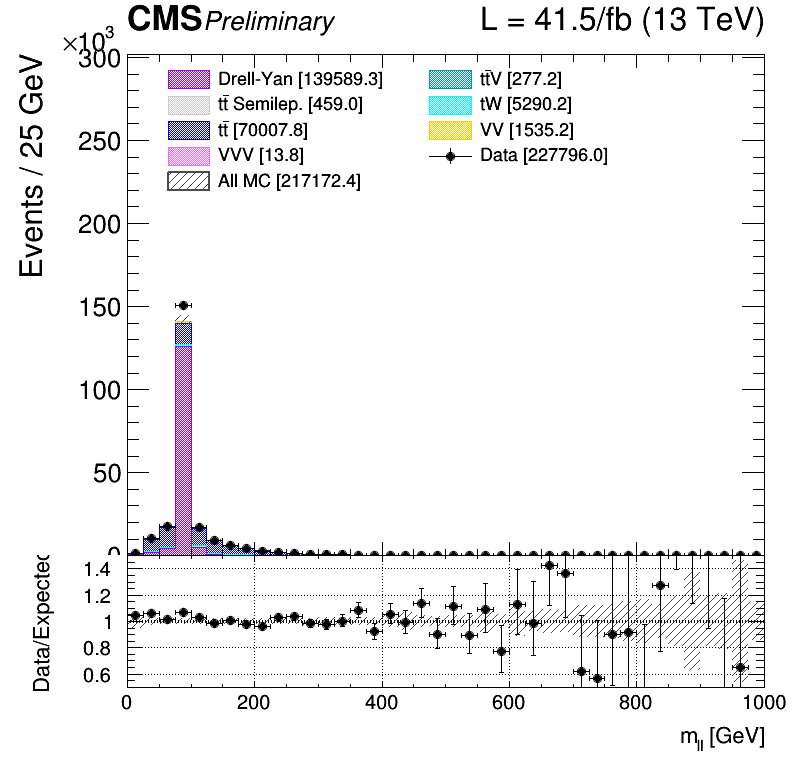 CMS Preliminary L = 41.5/fb (13 TeV)
×10³
Events / 25 GeV
300
250
200
150
100
50
0
Drell-Yan [139589.3]
tt̄ Semilep. [459.0]
tt̄ [70007.8]
VVV [13.8]
All MC [217172.4]
tt̄V [277.2]
tW [5290.2]
VV [1535.2]
Data [227796.0]
Data/Expected
1.4
1.2
1
0.8
0.6
0 200 400 600 800 1000
m_ll [GeV]